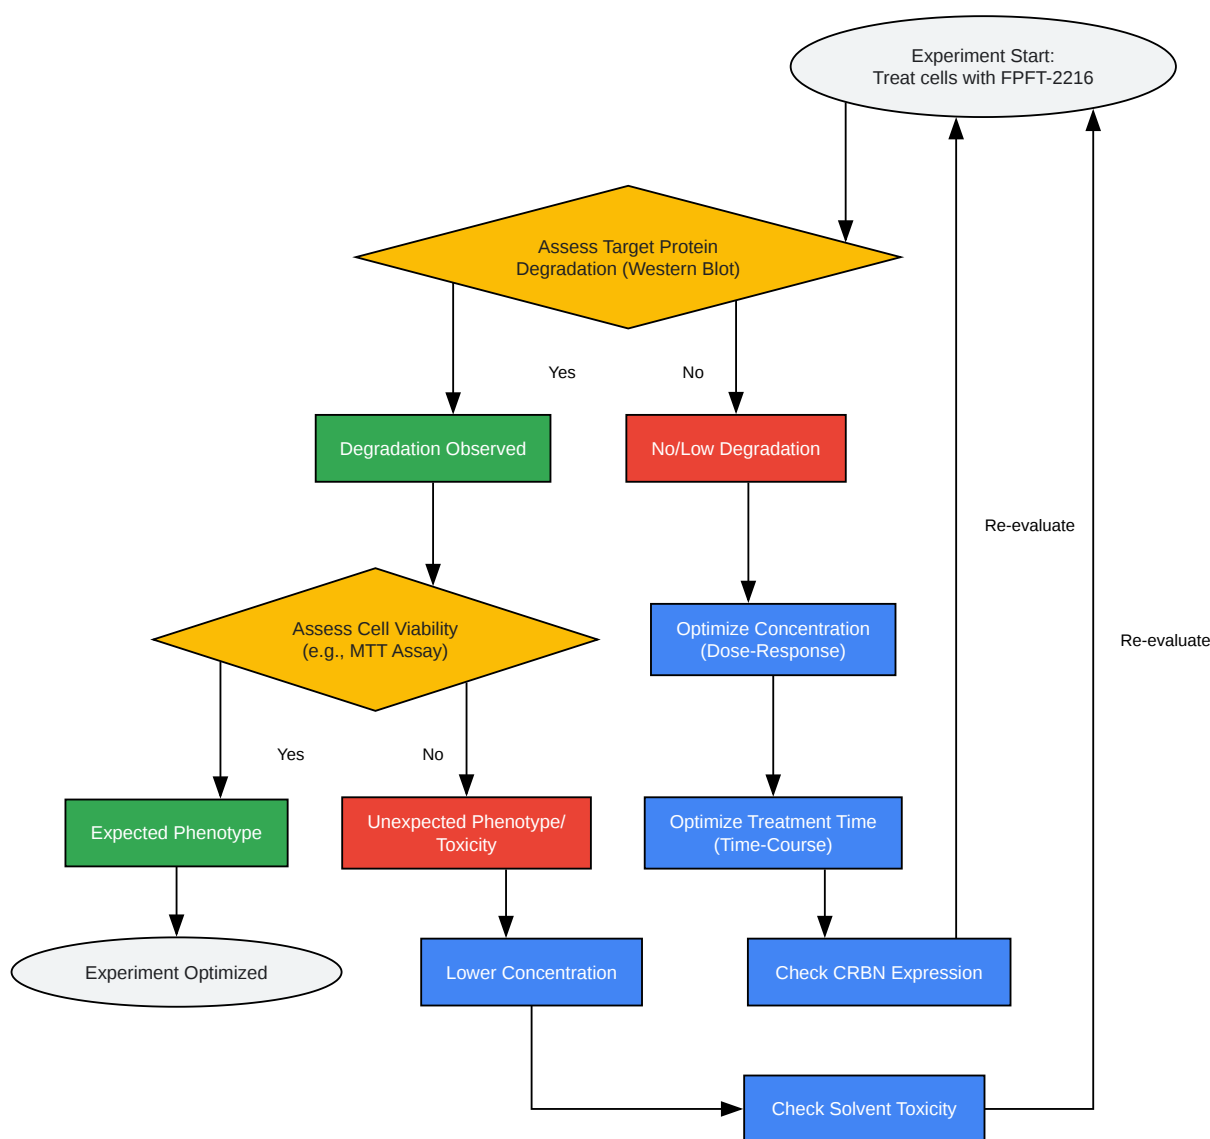 Experiment Start:
Treat cells with FPFT-2216
Assess Target Protein
Degradation (Western Blot)
Yes
No
Degradation Observed
No/Low Degradation
Re-evaluate
Assess Cell Viability
(e.g., MTT Assay)
Optimize Concentration
(Dose-Response)
Re-evaluate
Yes
No
Expected Phenotype
Unexpected Phenotype/
Toxicity
Optimize Treatment Time
(Time-Course)
Experiment Optimized
Lower Concentration
Check CRBN Expression
Check Solvent Toxicity